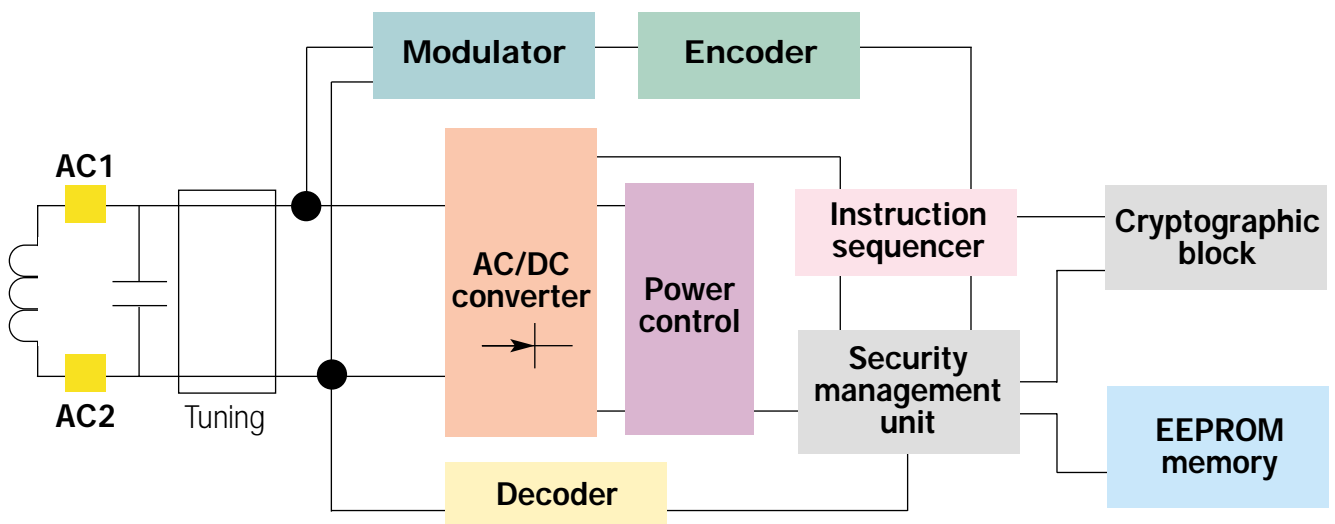 Modulator
Encoder
AC1
AC2
Tuning
AC/DC
converter
Power
control
Instruction
sequencer
Security
management
unit
Cryptographic
block
EEPROM
memory
Decoder